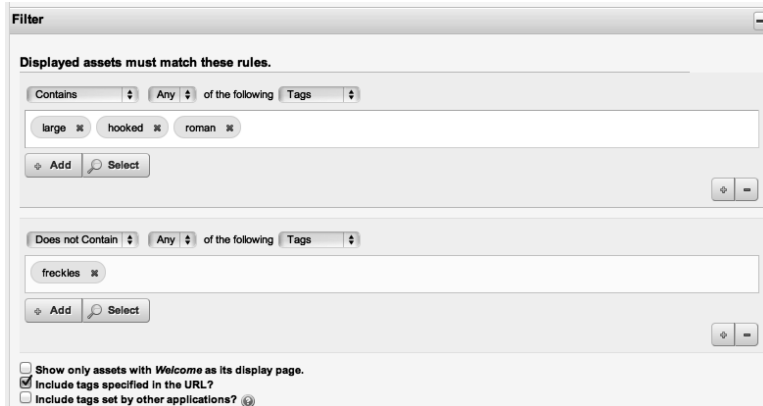 Filter
Displayed assets must match these rules.
Contains Any of the following Tags
large hooked roman
Add Select
Does not Contain Any of the following Tags
freckles
Add Select
Show only assets with Welcome as its display page.
Include tags specified in the URL?
Include tags set by other applications?